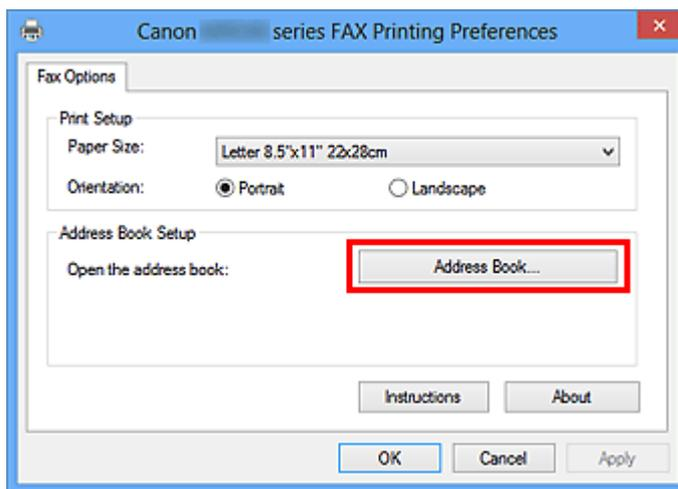 Canon series FAX Printing Preferences
Fax Options
Print Setup
Paper Size: Letter 8.5"x11" 22x28cm
Orientation: Portrait Landscape
Address Book Setup
Open the address book: Address Book...
Instructions About
OK Cancel Apply